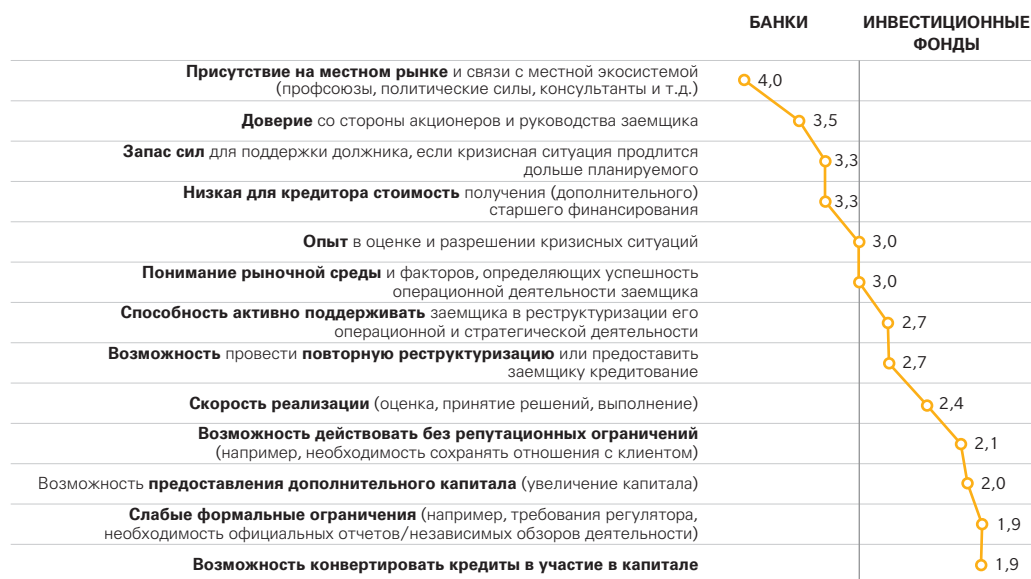 БАНКИ
ИНВЕСТИЦИОННЫЕ
ФОНДЫ
Присутствие на местном рынке и связи с местной экосистемой
(профсоюзы, политические силы, консультанты и т.д.)
4,0
Доверие со стороны акционеров и руководства заемщика
3,5
Запас сил для поддержки должника, если кризисная ситуация продлится
дольше планируемого
3,3
Низкая для кредитора стоимость получения (дополнительного)
старшего финансирования
3,3
Опыт в оценке и разрешении кризисных ситуаций
3,0
Понимание рыночной среды и факторов, определяющих успешность
операционной деятельности заемщика
3,0
Способность активно поддерживать заемщика в реструктуризации его
операционной и стратегической деятельности
2,7
Возможность провести повторную реструктуризацию или предоставить
заемщику кредитование
2,7
Скорость реализации (оценка, принятие решений, выполнение)
2,4
Возможность действовать без репутационных ограничений
(например, необходимость сохранять отношения с клиентом)
2,1
Возможность предоставления дополнительного капитала (увеличение капитала)
2,0
Слабые формальные ограничения (например, требования регулятора,
необходимость официальных отчетов/независимых обзоров деятельности)
1,9
Возможность конвертировать кредиты в участие в капитале
1,9